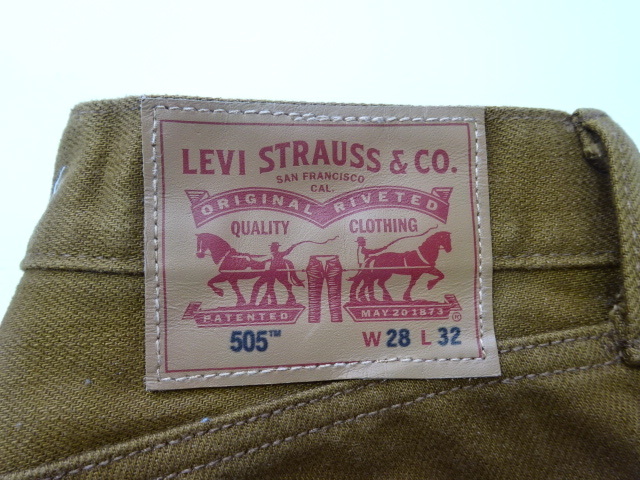 LEVI STRAUSS & CO.
SAN FRANCISCO
CAL.
ORIGINAL RIVETED
QUALITY CLOTHING
PATENTED MAY 20 1873 ®
505™ W 28 L 32